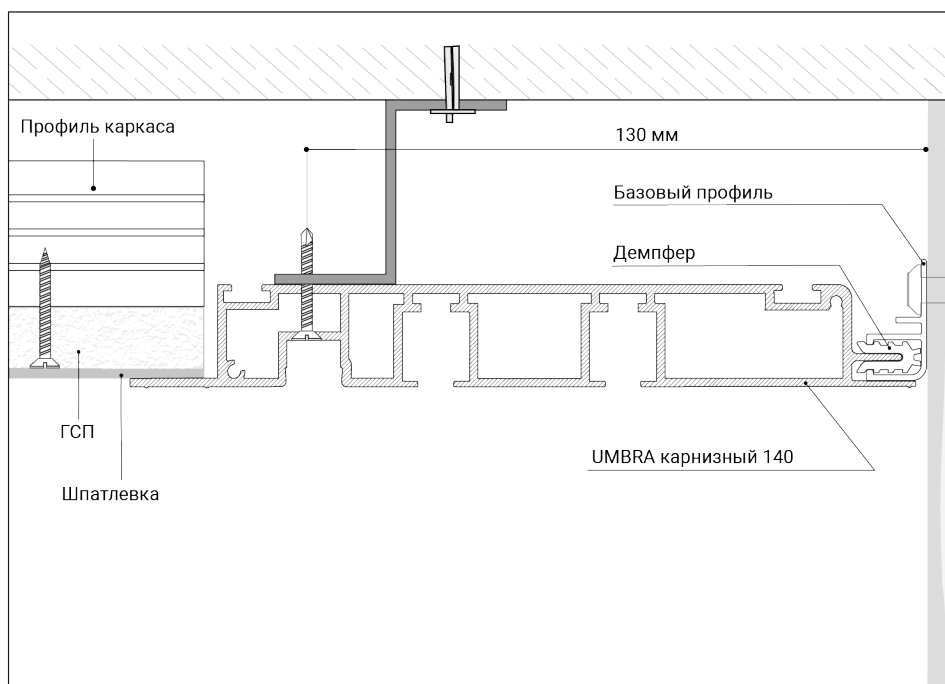 Профиль каркаса
130 мм
Базовый профиль
Демпфер
ГСП
UMBRA карнизный 140
Шпатлевка